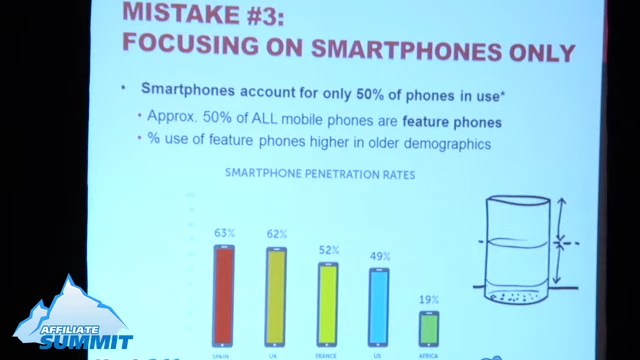 MISTAKE #3:
FOCUSING ON SMARTPHONES ONLY
• Smartphones account for only 50% of phones in use*
• Approx. 50% of ALL mobile phones are feature phones
• % use of feature phones higher in older demographics
SMARTPHONE PENETRATION RATES
63% 62% 52% 49% 19%
SPAIN UK FRANCE US AFRICA
AFFILIATE
SUMMIT